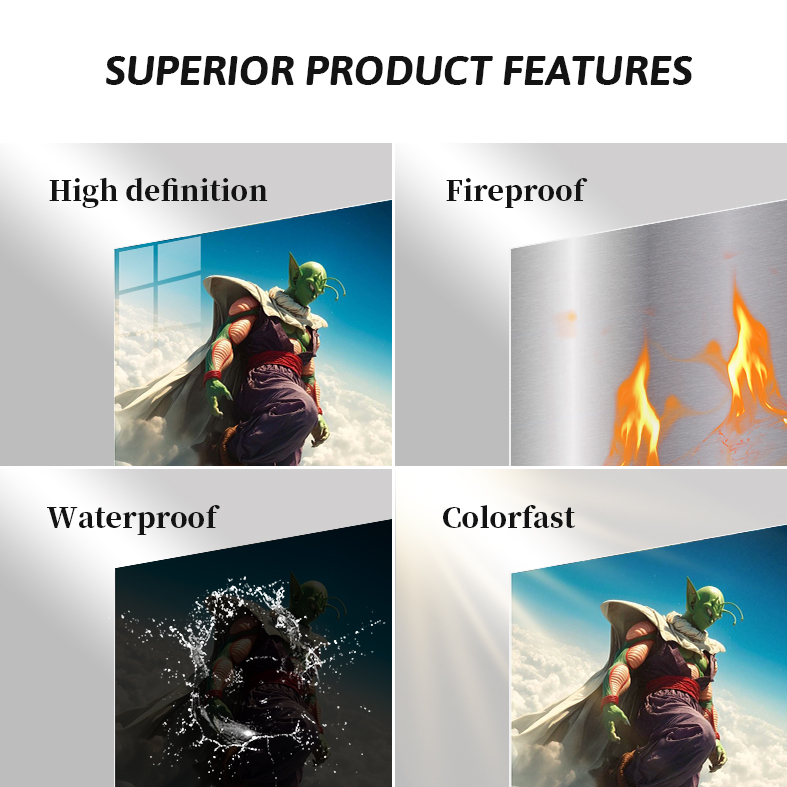 SUPERIOR PRODUCT FEATURES
High definition
Fireproof
Waterproof
Colorfast